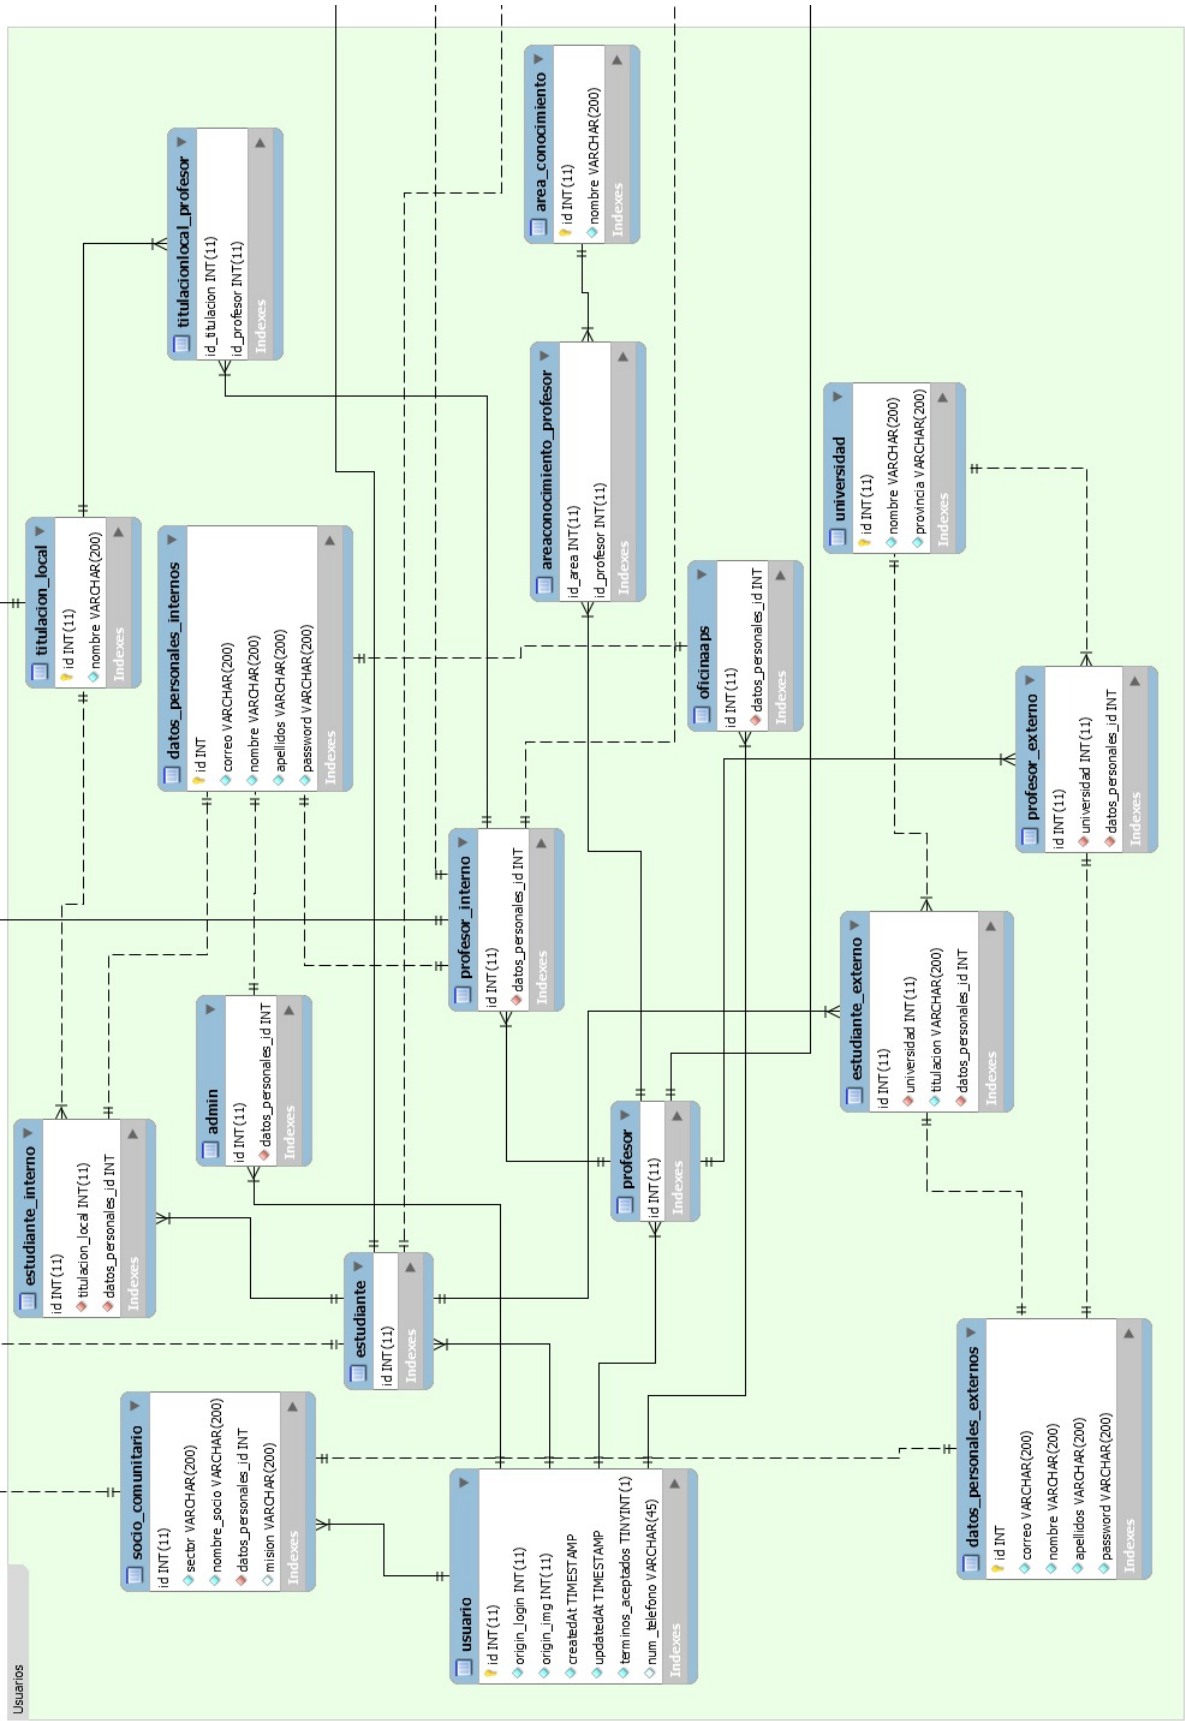 Usuarios
estudiante_interno
id INT(11)
titulacion_local INT(11)
datos_personales_id INT
Indexes
titulacion_local
id INT(11)
nombre VARCHAR(200)
Indexes
socio_comunitario
id INT(11)
sector VARCHAR(200)
nombre_socio VARCHAR(200)
datos_personales_id INT
mision VARCHAR(200)
Indexes
datos_personales_internos
id INT
correo VARCHAR(200)
nombre VARCHAR(200)
apellidos VARCHAR(200)
password VARCHAR(200)
Indexes
titulacionlocal_profesor
id_titulacion INT(11)
id_profesor INT(11)
Indexes
admin
id INT(11)
datos_personales_id INT
Indexes
estudiante
id INT(11)
Indexes
usuario
id INT(11)
origin_login INT(11)
origin_img INT(11)
createdAt TIMESTAMP
updatedAt TIMESTAMP
terminos_aceptados TINYINT(1)
num_telefono VARCHAR(45)
Indexes
profesor_interno
id INT(11)
datos_personales_id INT
Indexes
area_conocimiento
id INT(11)
nombre VARCHAR(200)
Indexes
areaconocimiento_profesor
id_area INT(11)
id_profesor INT(11)
Indexes
profesor
id INT(11)
Indexes
oficinaaps
id INT(11)
datos_personales_id INT
Indexes
universidad
id INT(11)
nombre VARCHAR(200)
provincia VARCHAR(200)
Indexes
estudiante_externo
id INT(11)
universidad INT(11)
titulacion VARCHAR(200)
datos_personales_id INT
Indexes
datos_personales_externos
id INT
correo VARCHAR(200)
nombre VARCHAR(200)
apellidos VARCHAR(200)
password VARCHAR(200)
Indexes
profesor_externo
id INT(11)
universidad INT(11)
datos_personales_id INT
Indexes